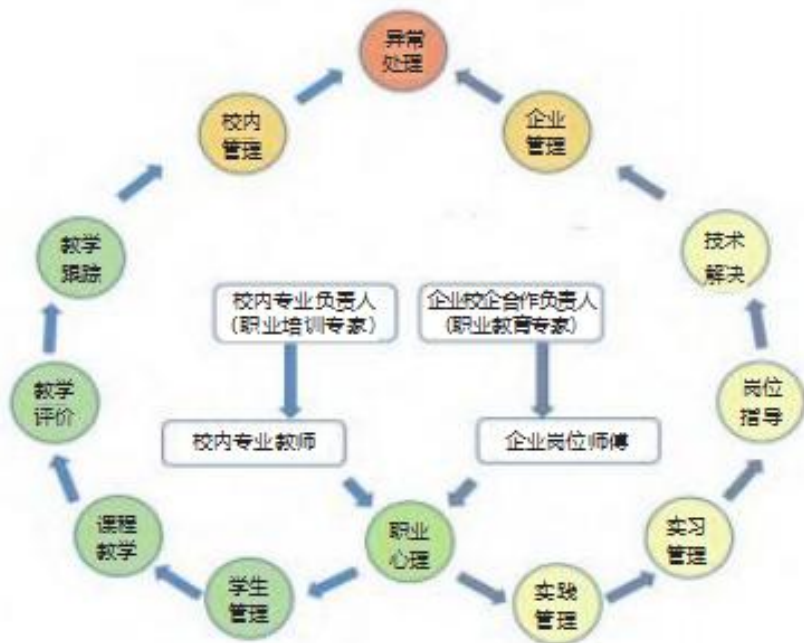 异常
处理
校内
管理
企业
管理
教学
跟踪
技术
解决
校内专业负责人
（职业培训专家）
企业校企合作负责人
（职业教育专家）
教学
评价
岗位
指导
校内专业教师
企业岗位师傅
课程
教学
职业
心理
实习
管理
学生
管理
实践
管理